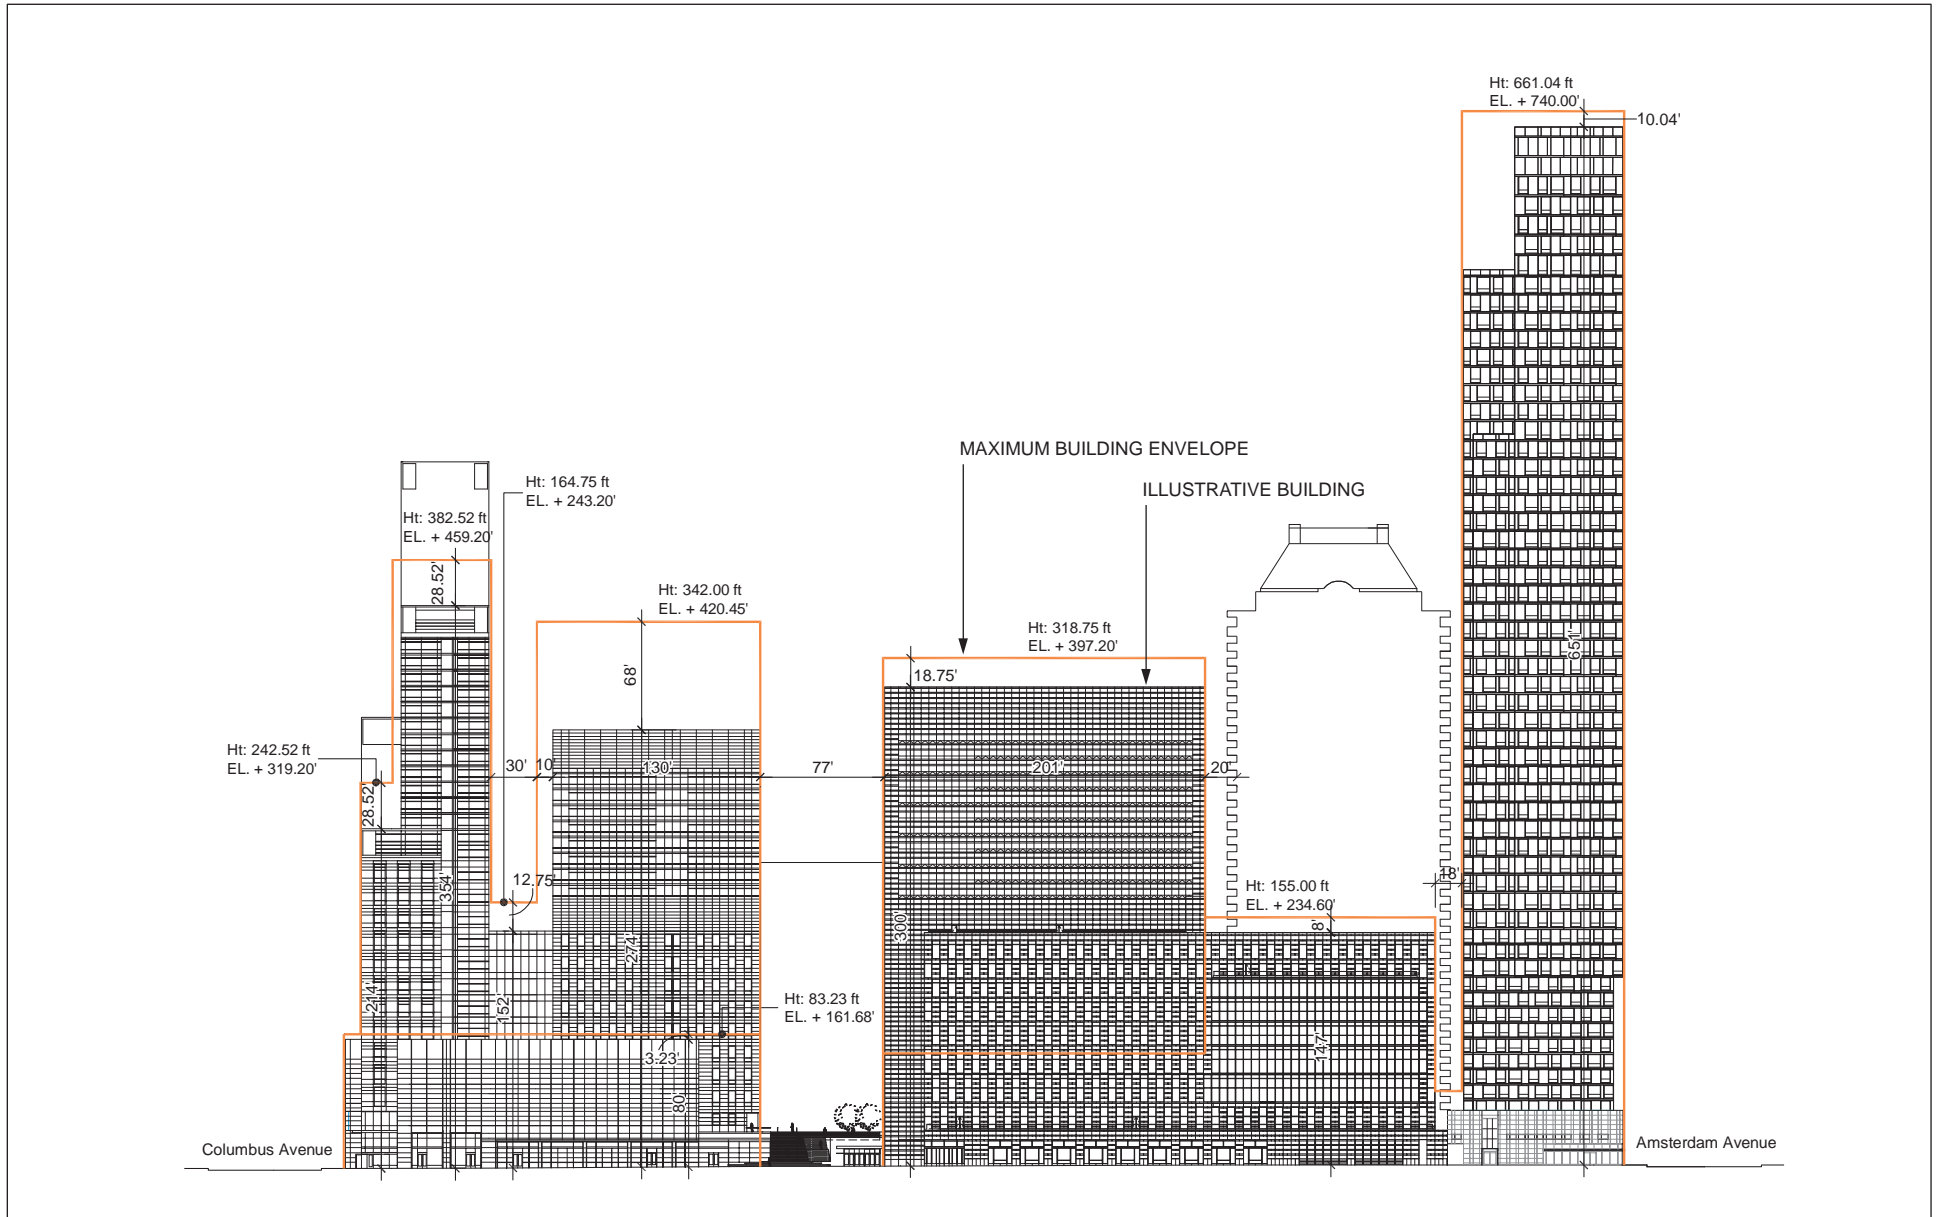 Ht: 661.04 ft
EL. + 740.00'
10.04'
MAXIMUM BUILDING ENVELOPE
ILLUSTRATIVE BUILDING
Ht: 164.75 ft
EL. + 243.20'
Ht: 382.52 ft
EL. + 459.20'
28.52'
Ht: 342.00 ft
EL. + 420.45'
Ht: 318.75 ft
EL. + 397.20'
68'
18.75'
651'
Ht: 242.52 ft
EL. + 319.20'
30'
10'
130'
77'
201'
20'
28.52'
12.75'
354'
18'
Ht: 155.00 ft
EL. + 234.60'
8'
300'
274'
214'
152'
Ht: 83.23 ft
EL. + 161.68'
3.23'
147'
80'
Columbus Avenue
Amsterdam Avenue